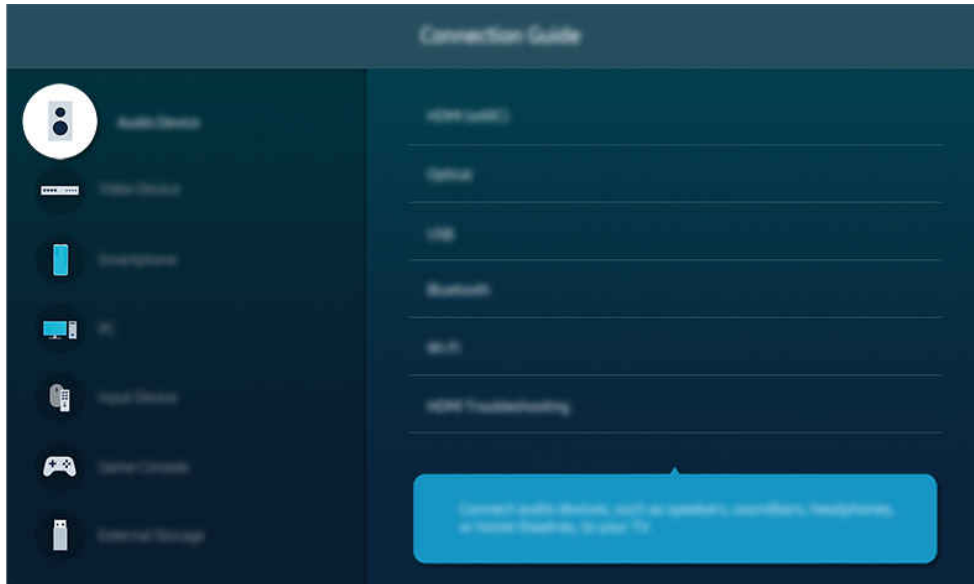 Connection Guide
Audio Device
Video Device
Smartphone
PC
Input Device
Game Console
External Storage
HDMI (eARC)
Optical
USB
Bluetooth
Wi-Fi
HDMI Troubleshooting
Connect audio devices, such as speakers, soundbars, headphones,
or home theatres, to your TV.